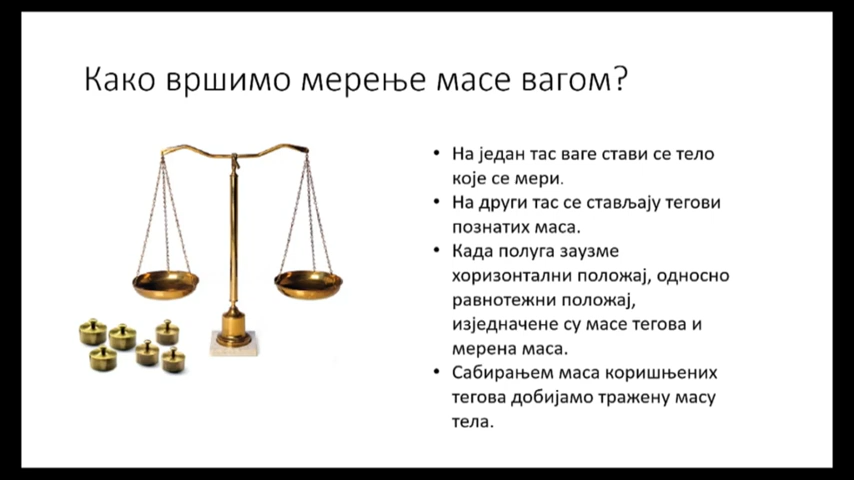 Како вршимо мерење масе вагом?
• На један тас ваге стави се тело
које се мери.
• На други тас се стављају тегови
познатих маса.
• Када полуга заузме
хоризонтални положај, односно
равнотежни положај,
изједначене су масе тегова и
мерена маса.
• Сабирањем маса коришњених
тегова добијамо тражену масу
тела.